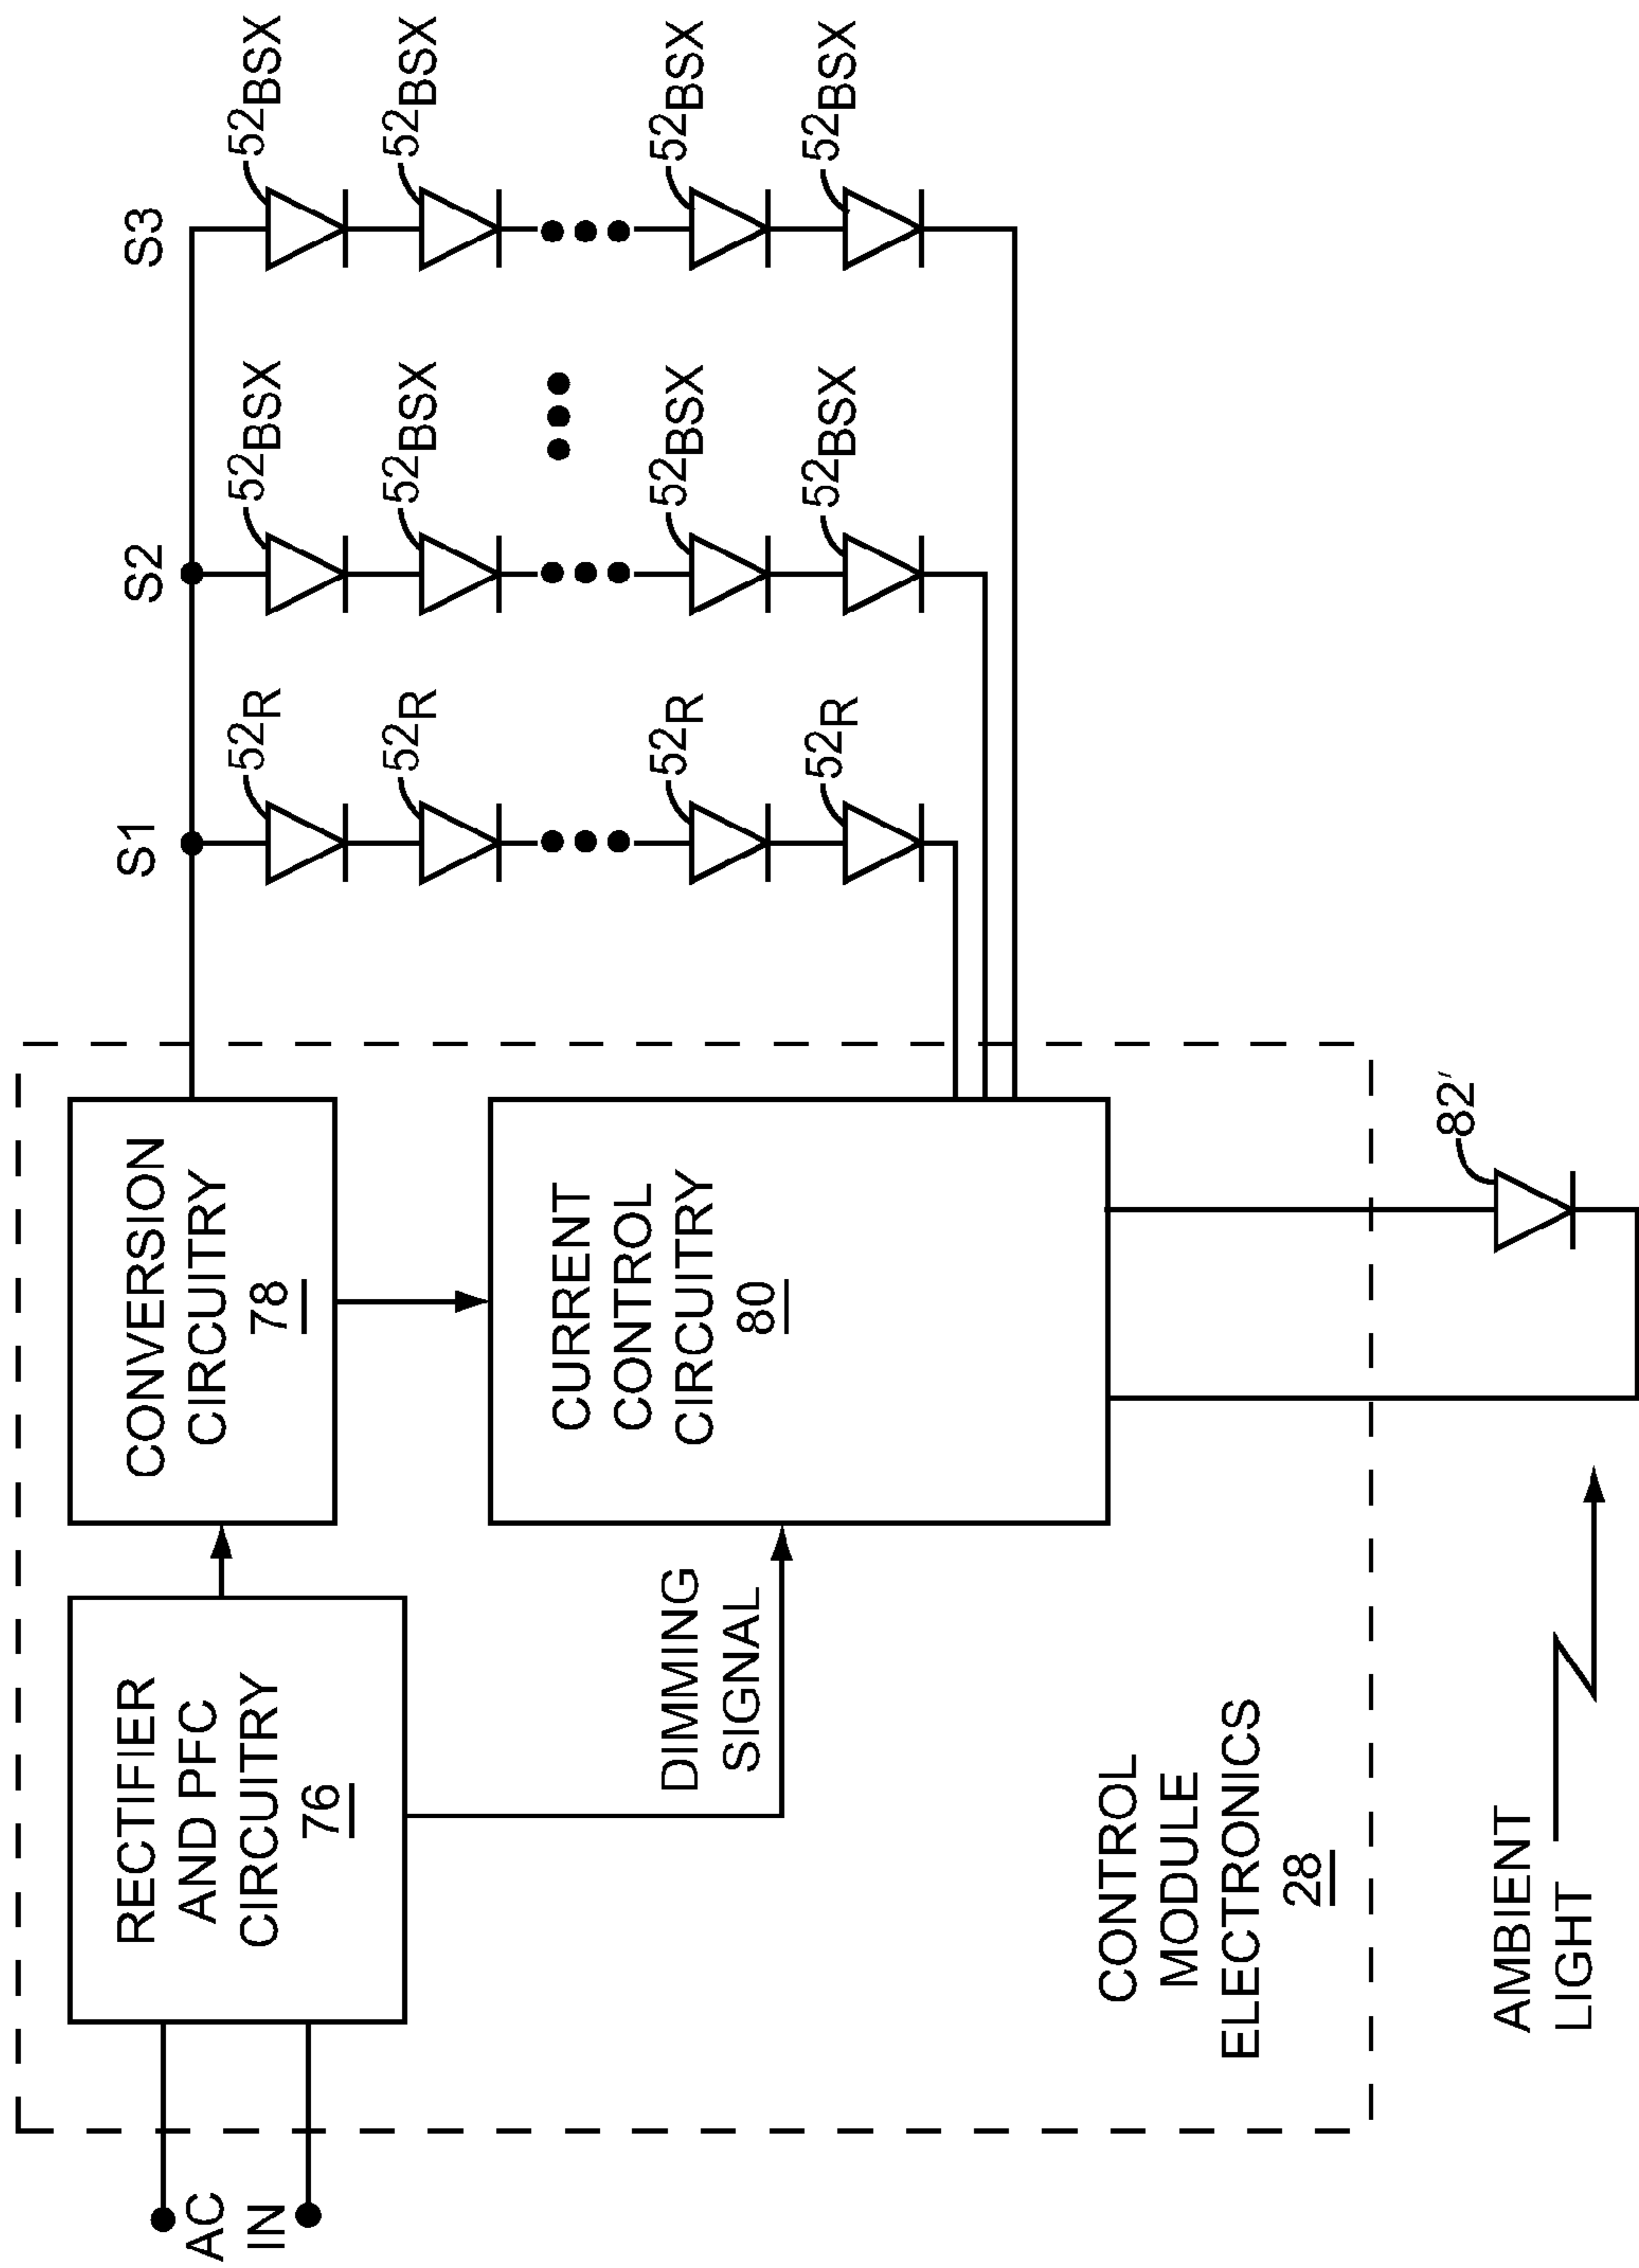 S1
S2
S3
52R
52BSX
52BSX
52R
52BSX
52BSX
52R
52BSX
52BSX
52R
52BSX
52BSX
AC
IN
RECTIFIER
AND PFC
CIRCUITRY
76
CONVERSION
CIRCUITRY
78
DIMMING
SIGNAL
CURRENT
CONTROL
CIRCUITRY
80
CONTROL
MODULE
ELECTRONICS
28
AMBIENT
LIGHT
82'